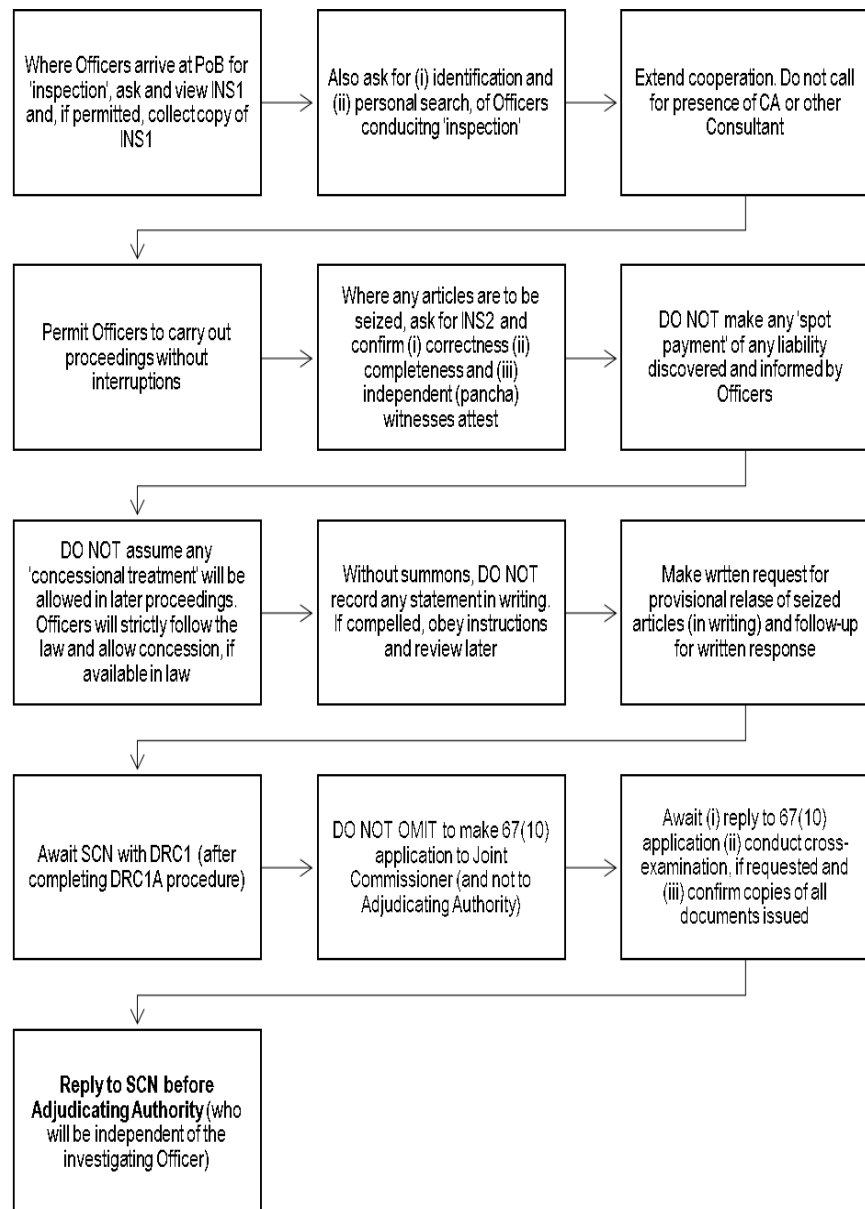 Where Officers arrive at PoB for
'inspection', ask and view INS1
and, if permitted, collect copy of
INS1
Also ask for (i) identification and
(ii) personal search, of Officers
conducitng 'inspection'
Extend cooperation. Do not call
for presence of CA or other
Consultant
Permit Officers to carry out
proceedings without
interruptions
Where any articles are to be
seized, ask for INS2 and
confirm (i) correctness (ii)
completeness and (iii)
independent (pancha)
witnesses attest
DO NOT make any 'spot
payment' of any liability
discovered and informed by
Officers
DO NOT assume any
'concessional treatment' will be
allowed in later proceedings.
Officers will strictly follow the
law and allow concession, if
available in law
Without summons, DO NOT
record any statement in writing.
If compelled, obey instructions
and review later
Make wrtten request for
provisional relase of seized
articles (in writing) and follow-up
for written response
Await SCN with DRC1 (after
completing DRC1A procedure)
DO NOT OMIT to make 67(10)
application to Joint
Commissioner (and not to
Adjudicating Authority)
Await (i) reply to 67(10)
application (ii) conduct cross-
examination, if requested and
(iii) confirm copies of all
documents issued
Reply to SCN before
Adjudicating Authority (who
will be independent of the
investigating Officer)